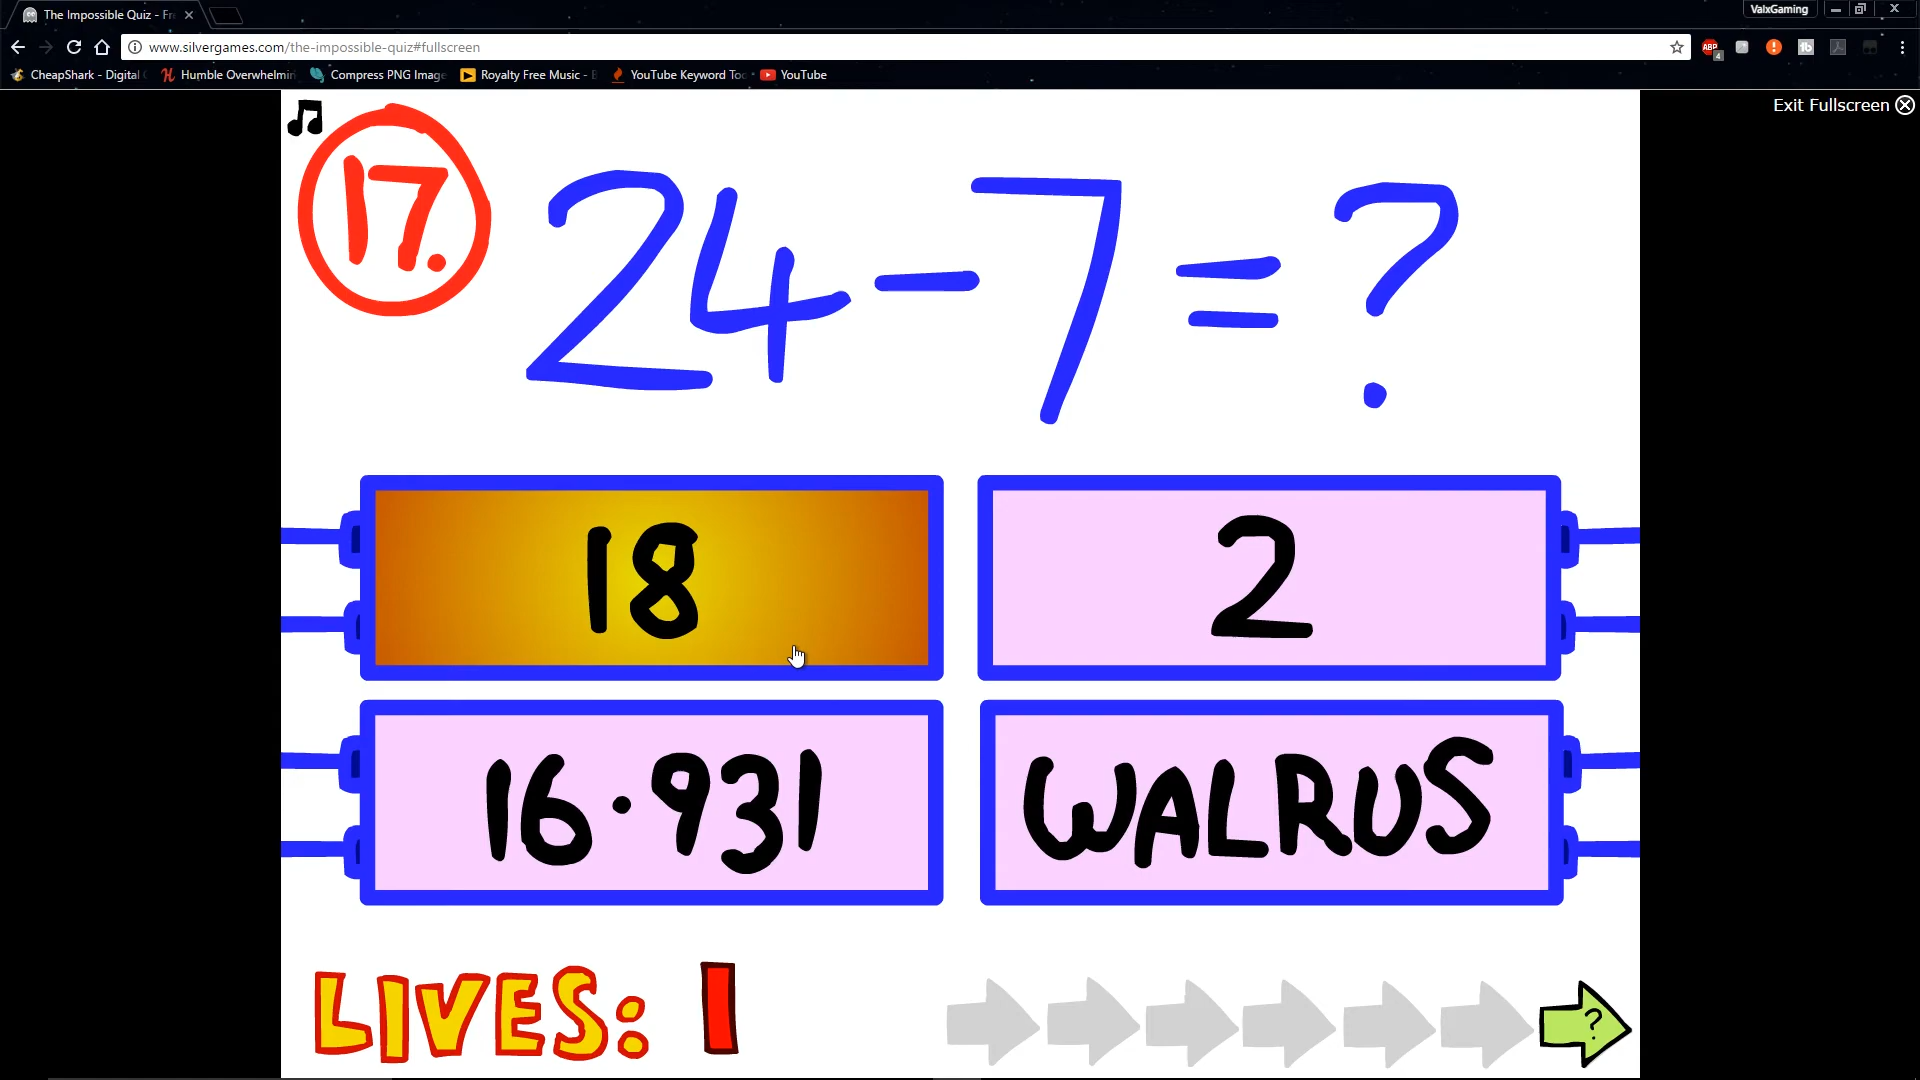 The Impossible Quiz - Fr
ValxGaming
www.silvergames.com/the-impossible-quiz#fullscreen
ABP
4
CheapShark - Digital
Humble Overwhelmin
Compress PNG Image
Royalty Free Music - B
YouTube Keyword Too
YouTube
Exit Fullscreen
17.
24-7=?
18
2
16.931
WALRUS
LIVES: 1
?